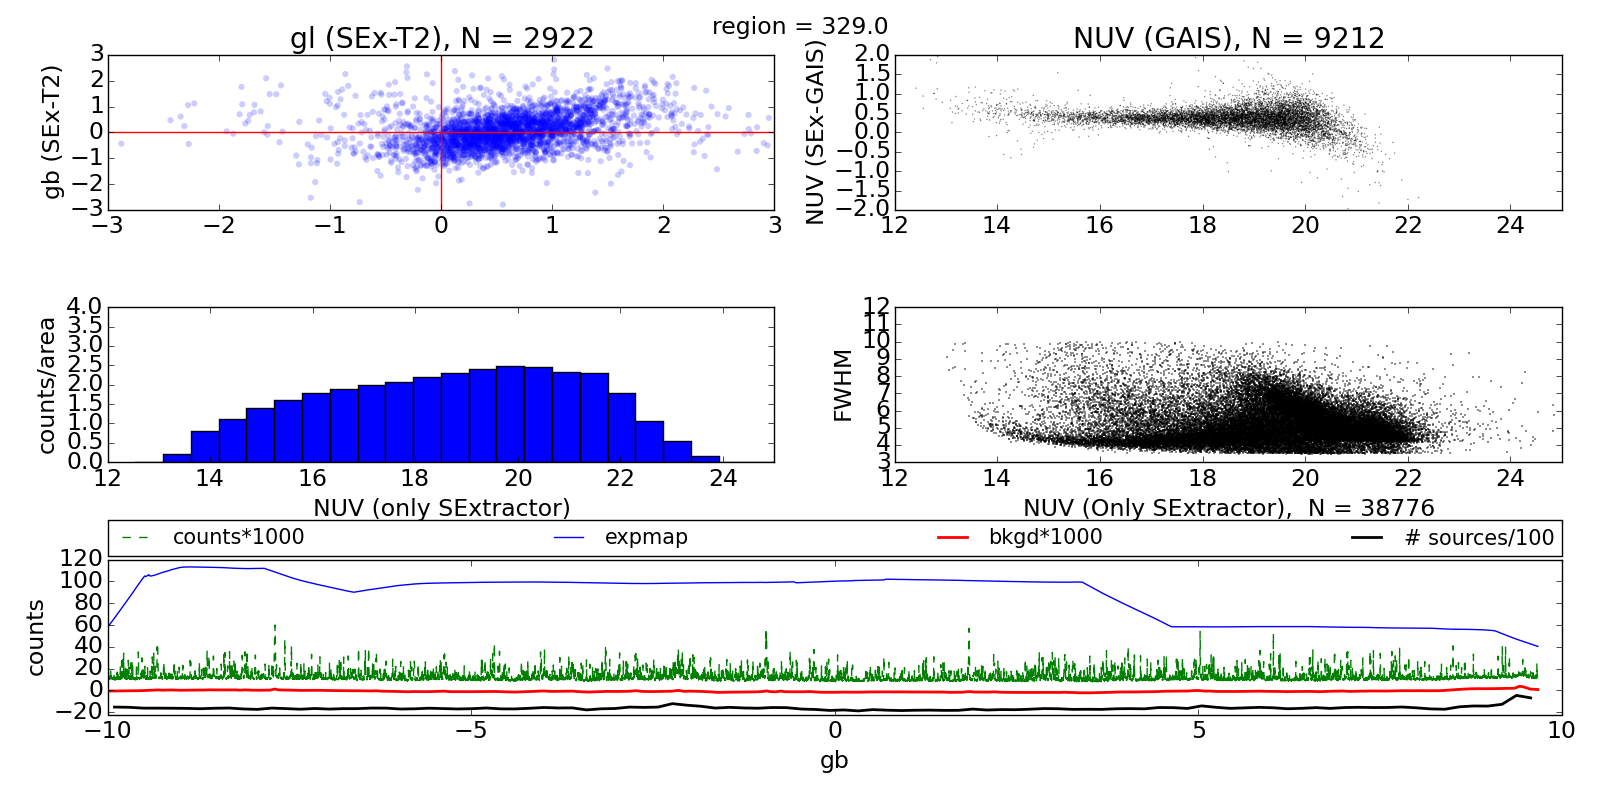 region = 329.0
gl (SEx-T2), N = 2922
NUV (GAIS), N = 9212
gb (SEx-T2)
3
2
1
0
−1
−2
−3
−3 −2 −1 0 1 2 3
NUV (SEx-GAIS)
2.0
1.5
1.0
0.5
0.0
−0.5
−1.0
−1.5
−2.0
12 14 16 18 20 22 24
counts/area
4.0
3.5
3.0
2.5
2.0
1.5
1.0
0.5
0.0
12 14 16 18 20 22 24
NUV (only SExtractor)
FWHM
12
11
10
9
8
7
6
5
4
3
12 14 16 18 20 22 24
NUV (Only SExtractor), N = 38776
counts*1000 expmap bkgd*1000 # sources/100
counts
120
100
80
60
40
20
0
−20
−10 −5 0 5 10
gb